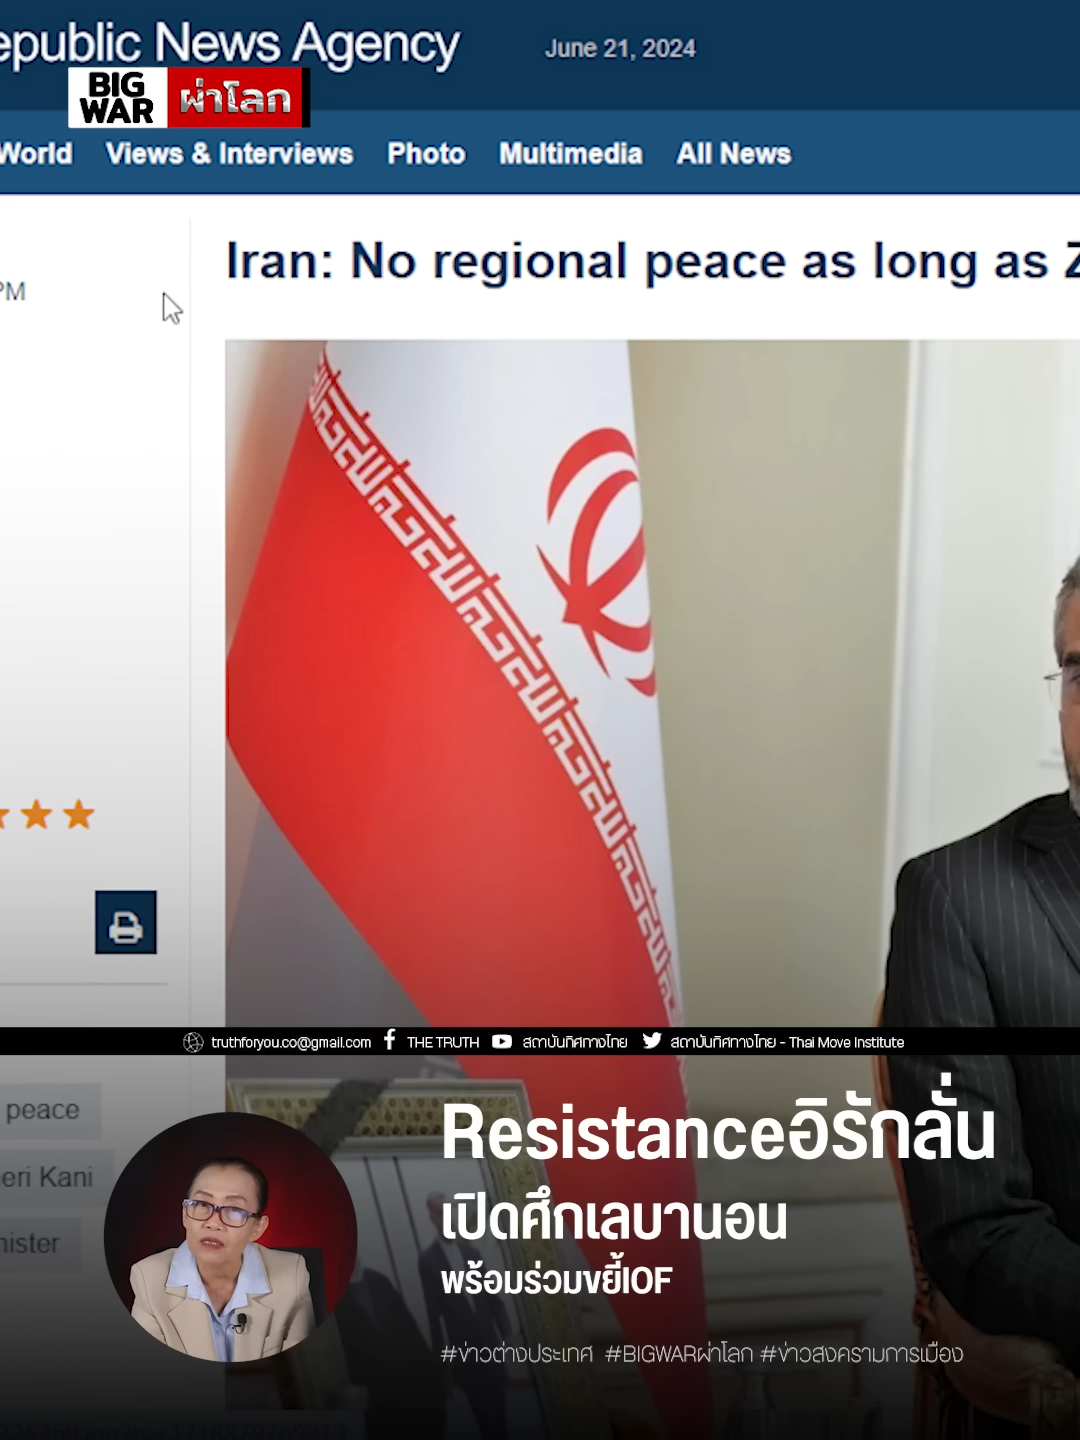 epublic News Agency
June 21, 2024
BIG WAR ผ่าโลก
World Views & Interviews Photo Multimedia All News
Iran: No regional peace as long as
PM
truthforyou.co@gmail.com THE TRUTH สถาบันทิศทางไทย สถาบันทิศทางไทย - Thai Move Institute
peace
eri Kani
nister
Resistanceอิรักลั่น
เปิดศึกเลบานอน
พร้อมร่วมขยี้IOF
#ข่าวต่างประเทศ #BIGWARผ่าโลก #ข่าวสงครามการเมือง